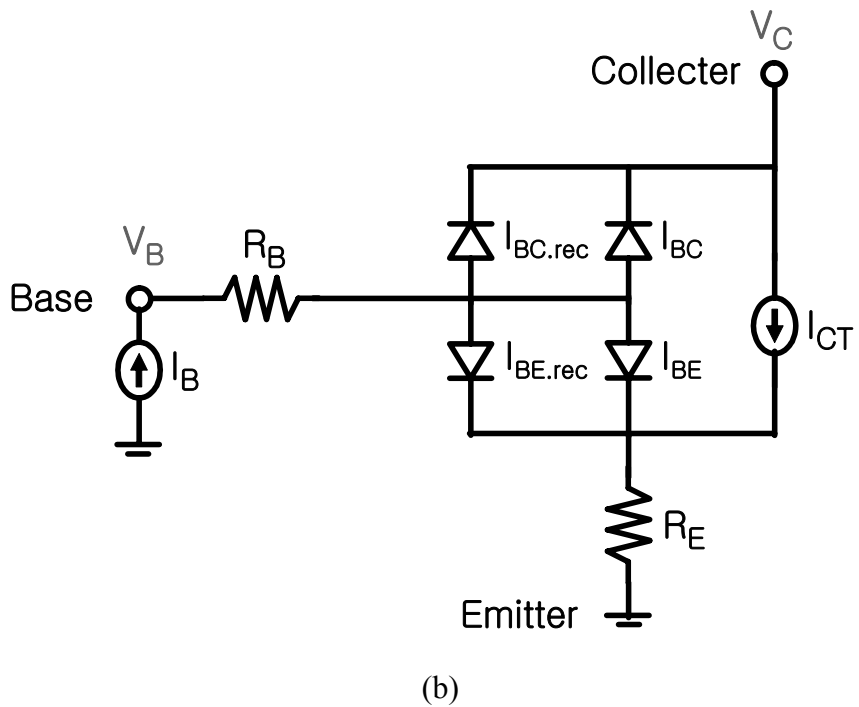 V_C
Collecter
V_B
R_B
I_BC.rec
I_BC
Base
I_CT
I_B
I_BE.rec
I_BE
R_E
Emitter
(b)